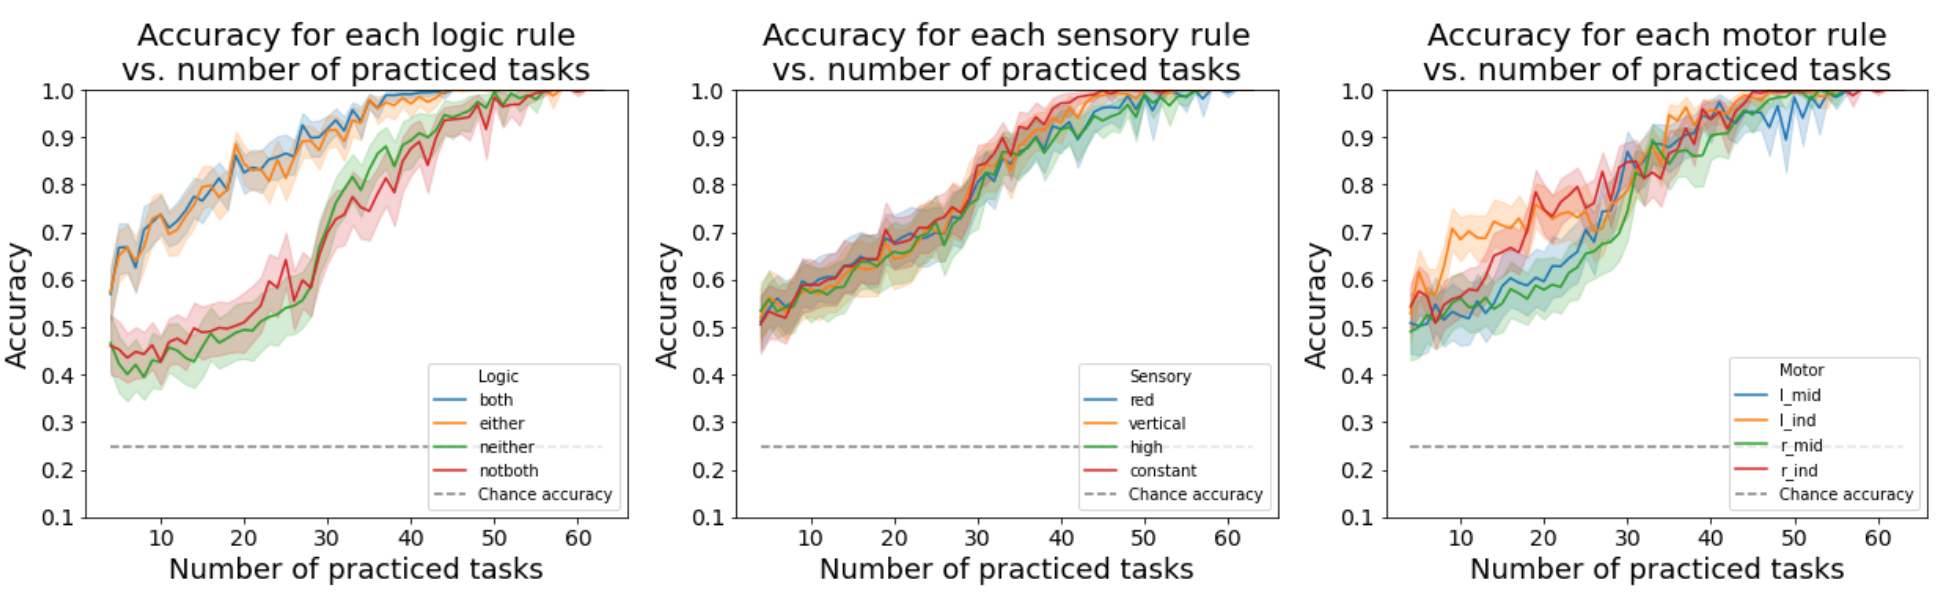 Accuracy for each logic rule
vs. number of practiced tasks
1.0
0.9
0.8
0.7
0.6
0.5
0.4
0.3
0.2
0.1
Accuracy
10 20 30 40 50 60
Number of practiced tasks
Logic
both
either
neither
notboth
Chance accuracy
Accuracy for each sensory rule
vs. number of practiced tasks
1.0
0.9
0.8
0.7
0.6
0.5
0.4
0.3
0.2
0.1
Accuracy
10 20 30 40 50 60
Number of practiced tasks
Sensory
red
vertical
high
constant
Chance accuracy
Accuracy for each motor rule
vs. number of practiced tasks
1.0
0.9
0.8
0.7
0.6
0.5
0.4
0.3
0.2
0.1
Accuracy
10 20 30 40 50 60
Number of practiced tasks
Motor
l_mid
l_ind
r_mid
r_ind
Chance accuracy